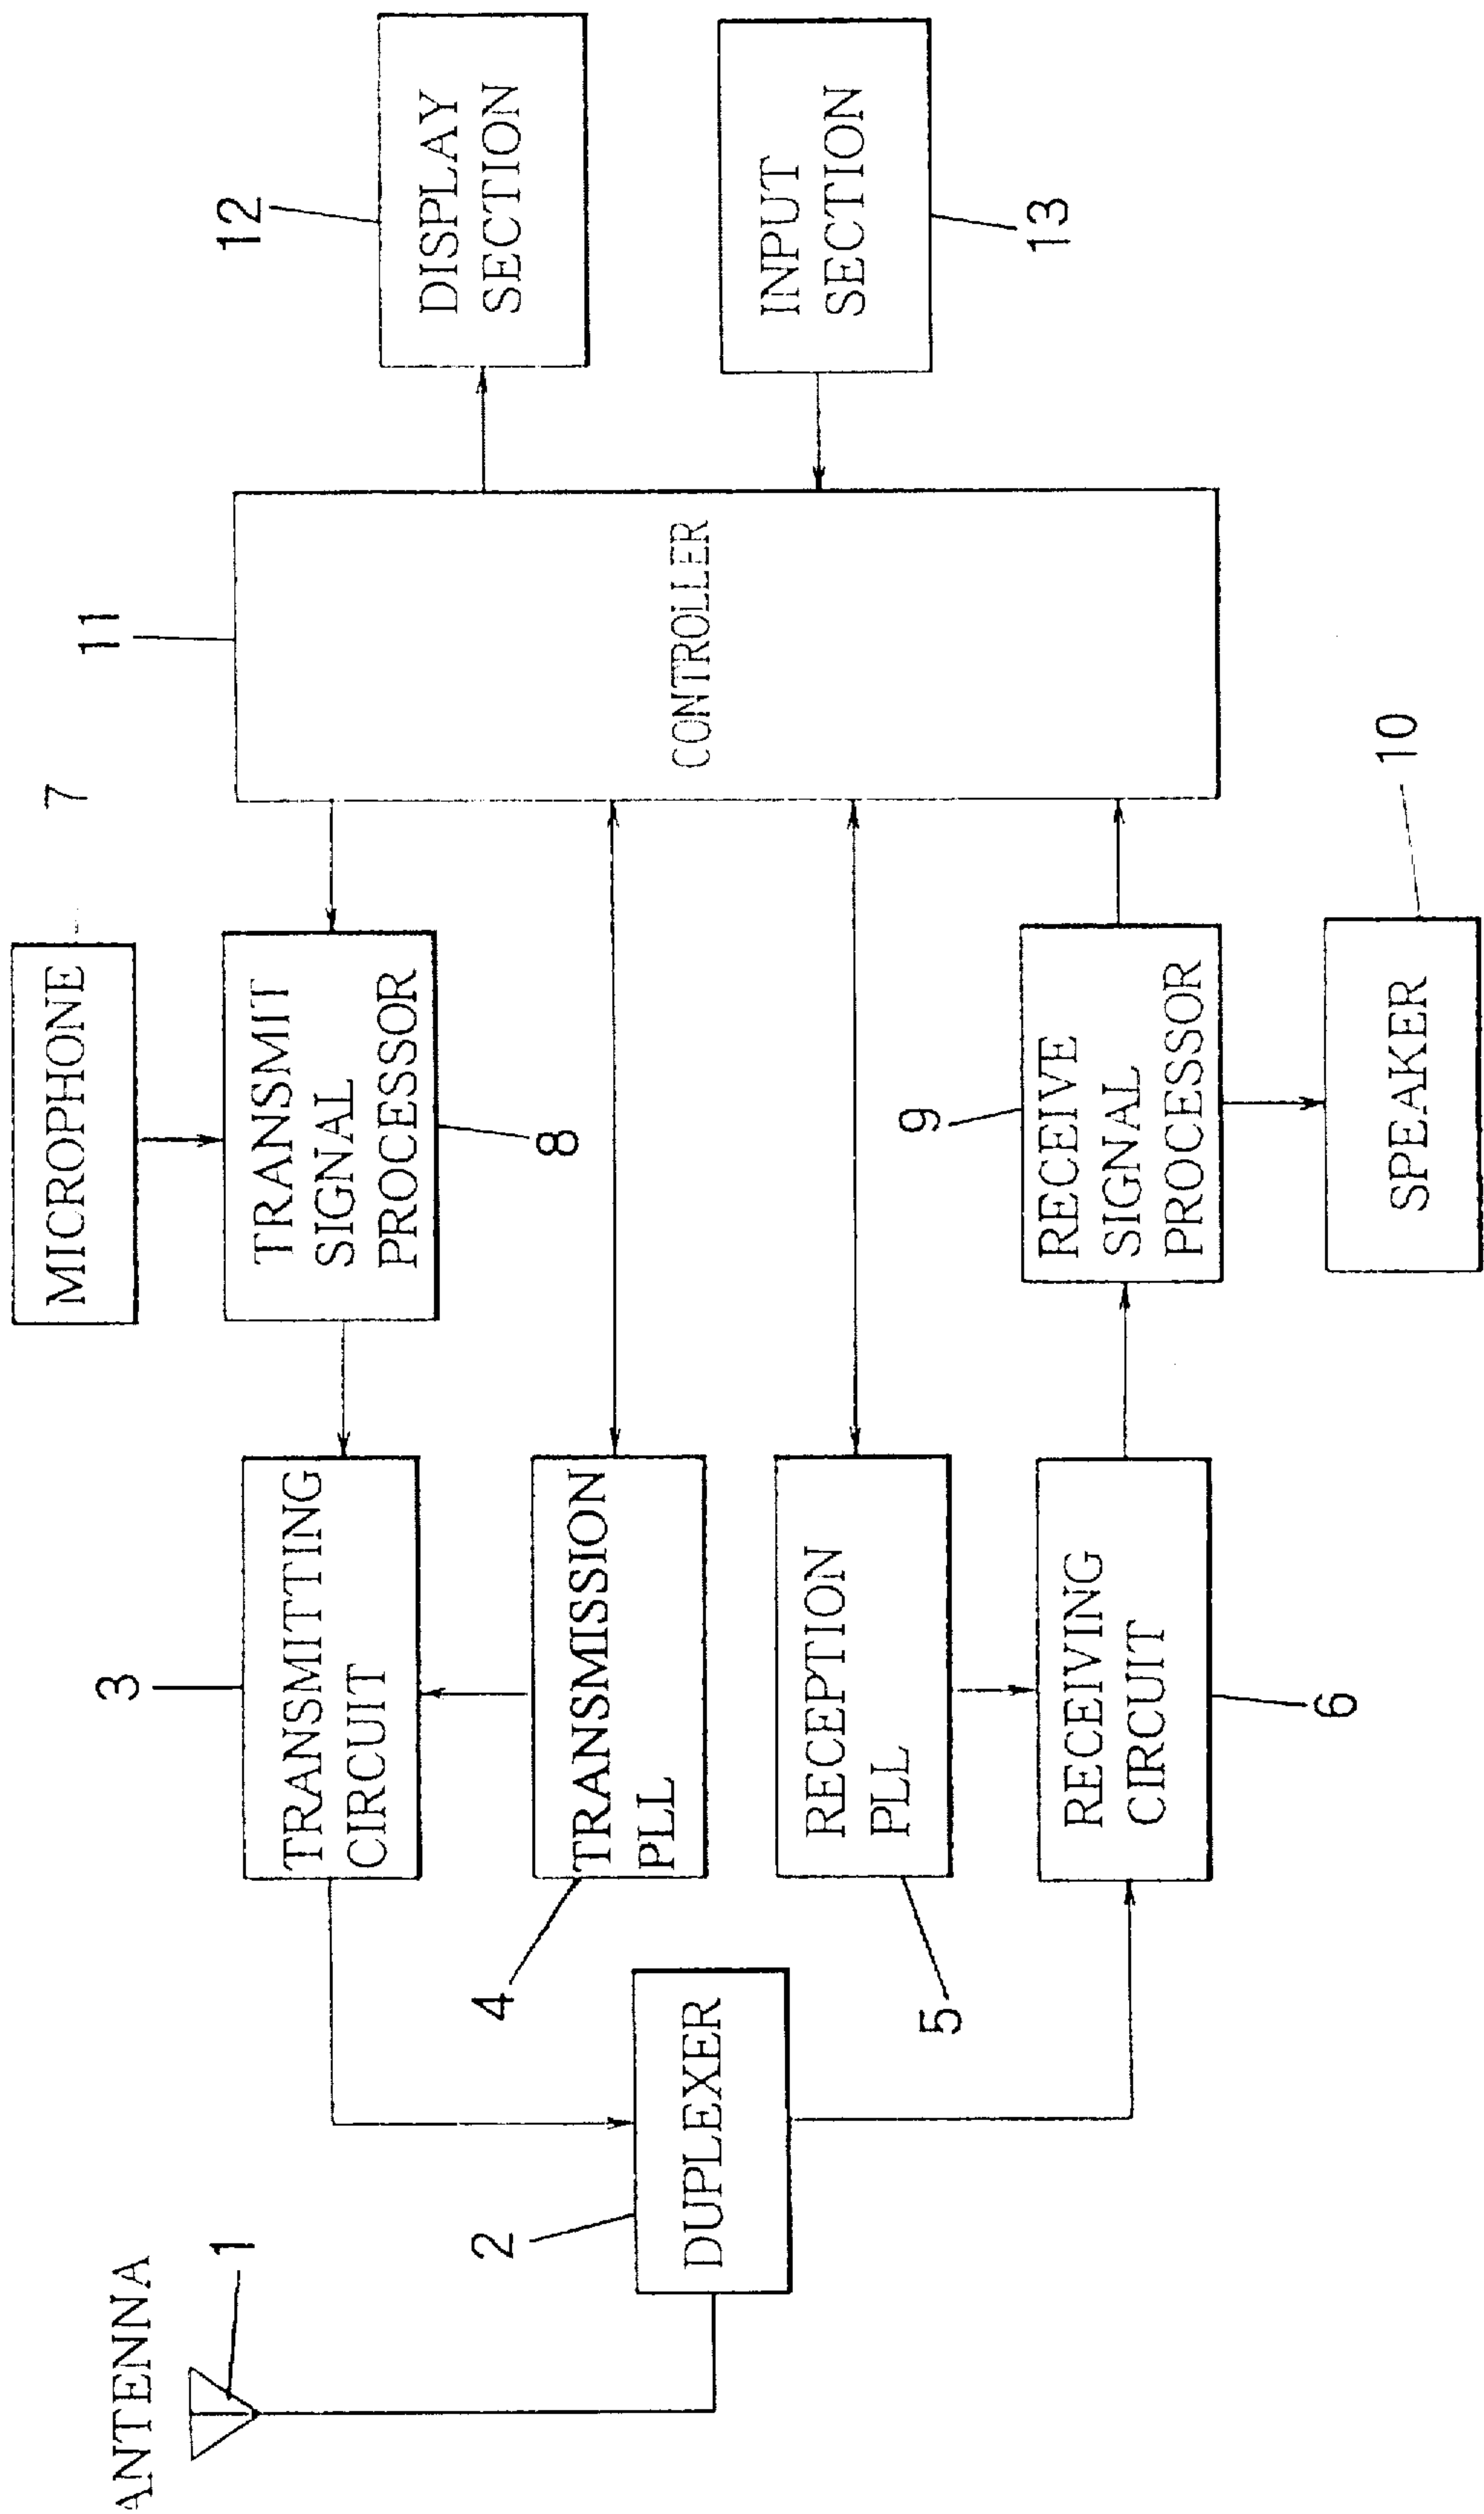 ANTENNA
1
2
DUPLEXER
3
TRANSMITTING
CIRCUIT
4
TRANSMISSION
PLL
RECEPTION
PLL
5
RECEIVING
CIRCUIT
6
MICROPHONE
7
TRANSMIT
SIGNAL
PROCESSOR
8
9
RECEIVE
SIGNAL
PROCESSOR
SPEAKER
10
11
CONTROLLER
12
DISPLAY
SECTION
INPUT
SECTION
13